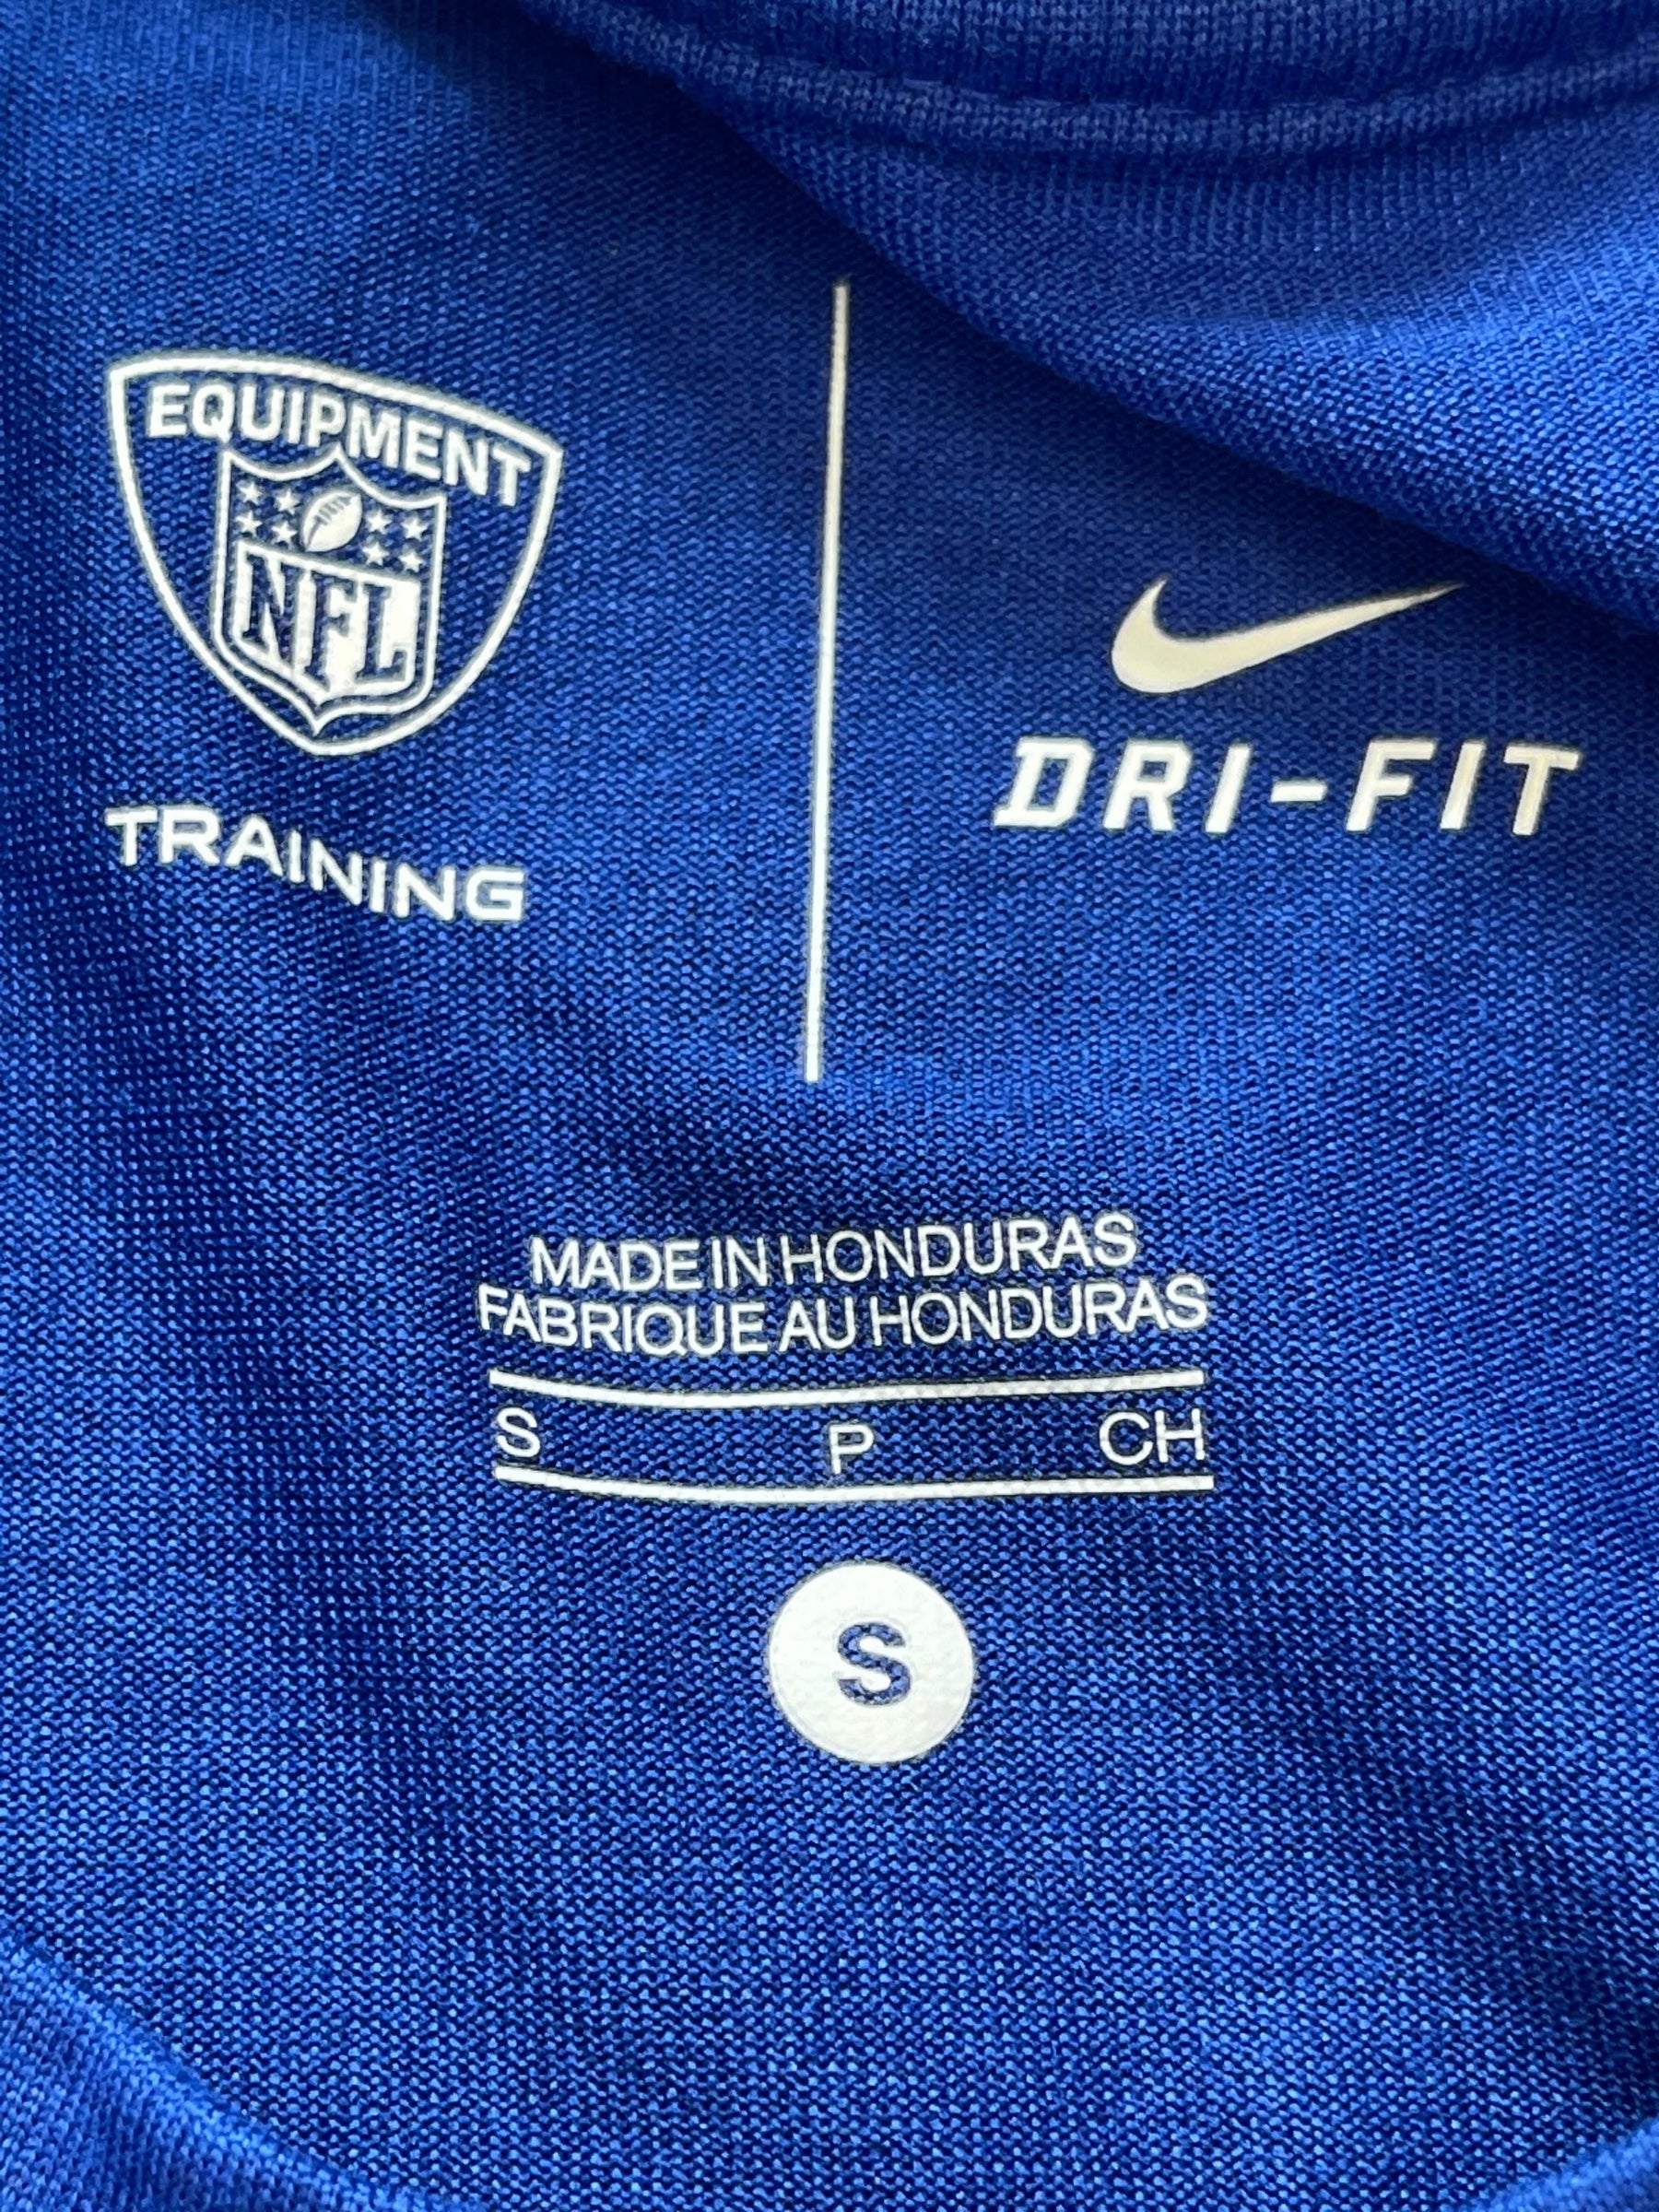 EQUIPMENT
NFL
TRAINING
DRI-FIT
MADE IN HONDURAS
FABRIQUE AU HONDURAS
S P CH
S